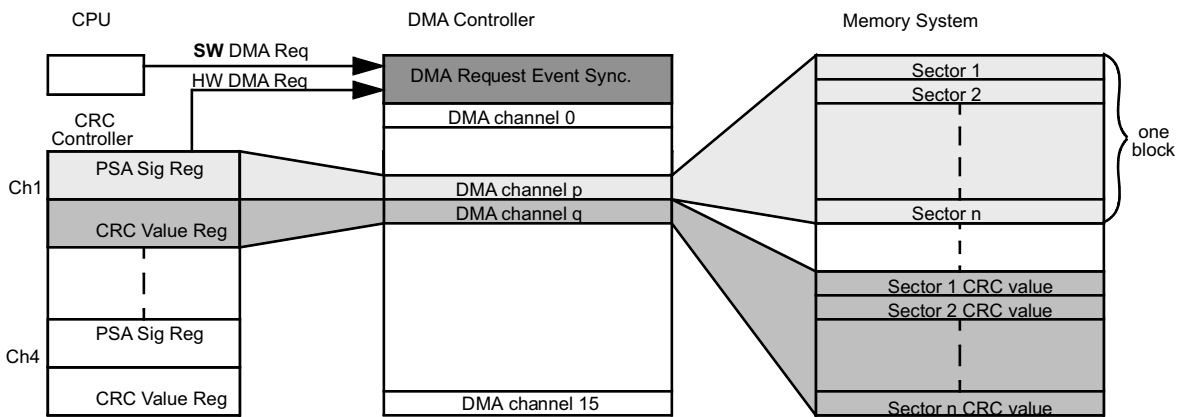 CPU
DMA Controller
Memory System
SW DMA Req
HW DMA Req
DMA Request Event Sync.
DMA channel 0
CRC
Controller
Ch1
PSA Sig Reg
CRC Value Reg
DMA channel p
DMA channel q
Sector 1
Sector 2
Sector n
one
block
Sector 1 CRC value
Sector 2 CRC value
Ch4
PSA Sig Reg
CRC Value Reg
DMA channel 15
Sector n CRC value